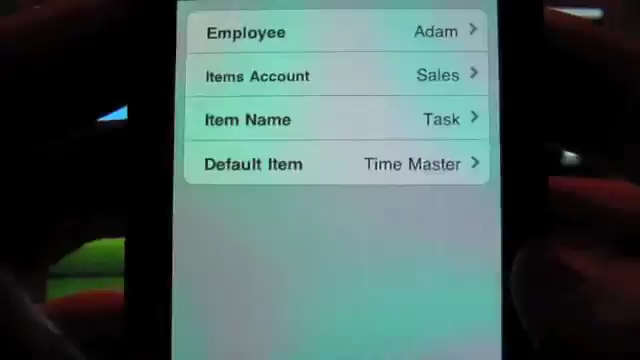 Employee Adam
Items Account Sales
Item Name Task
Default Item Time Master